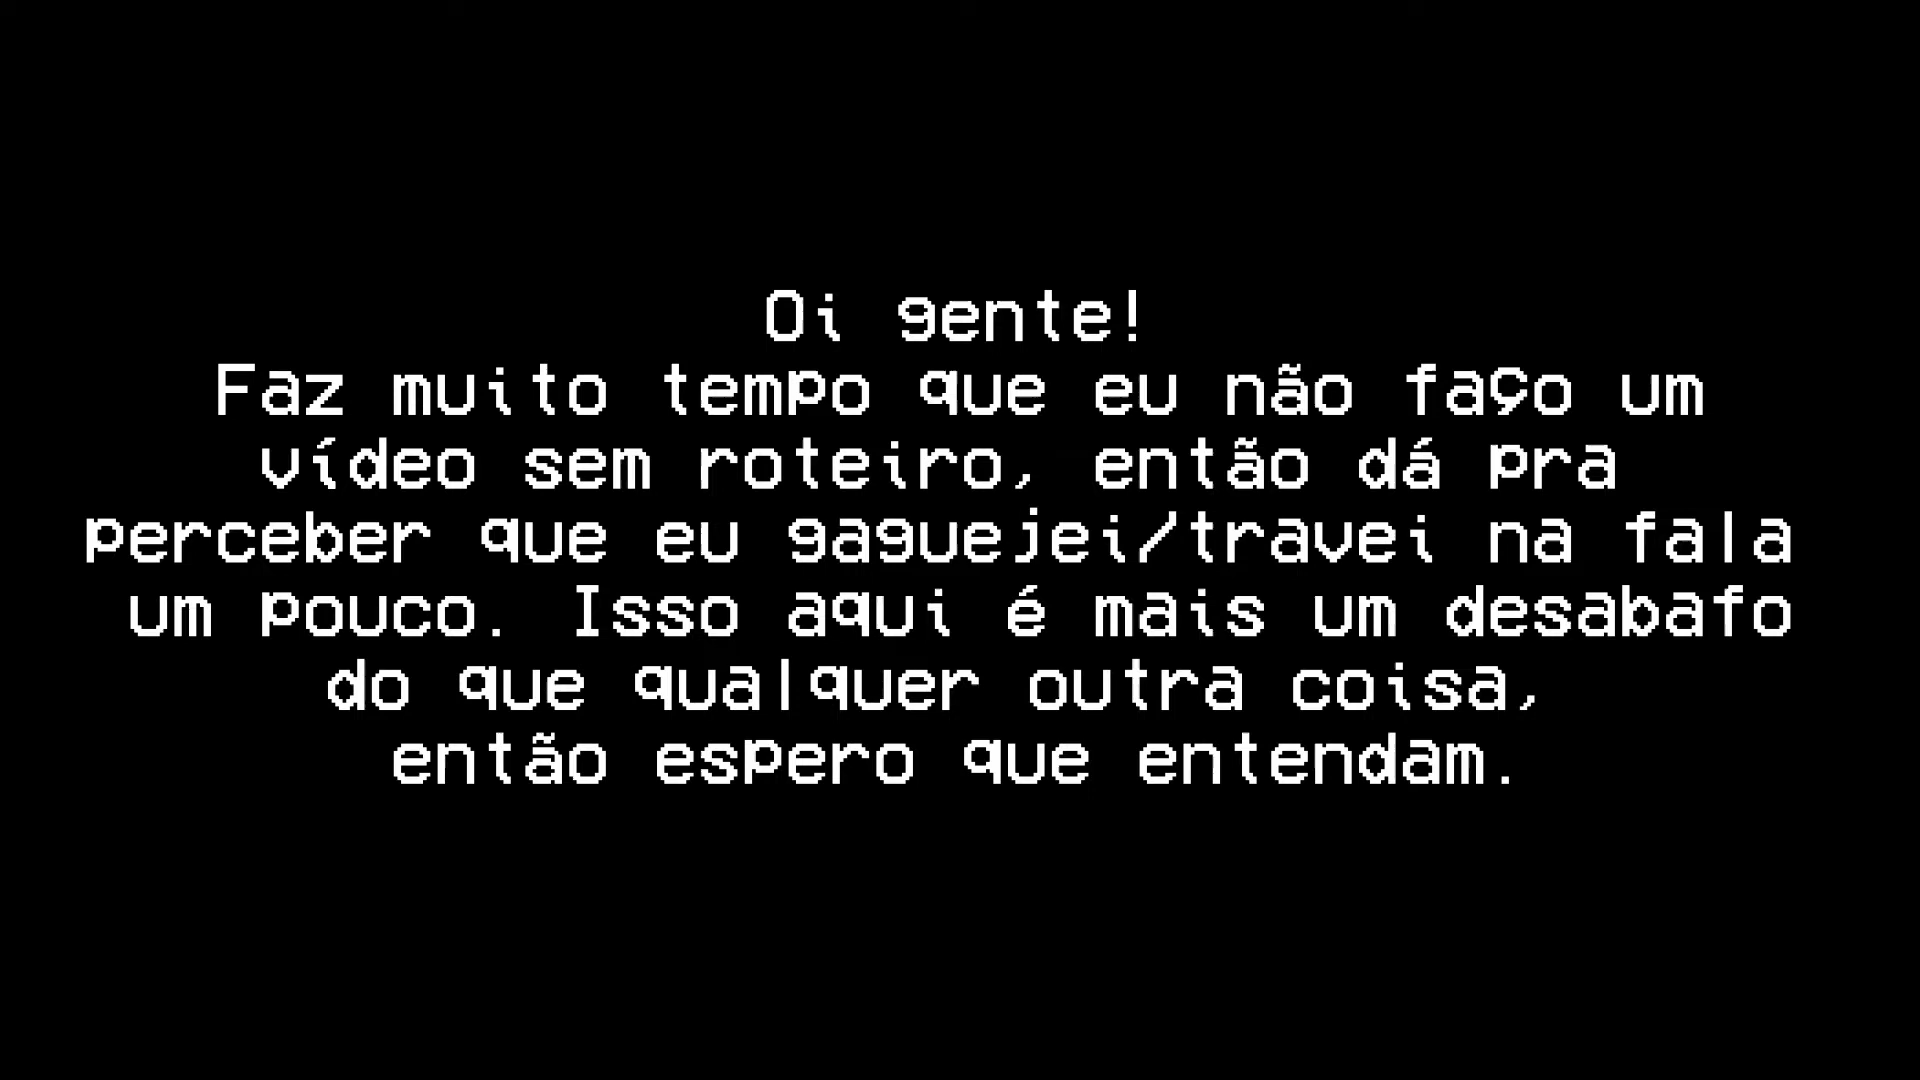 Oi gente!
Faz muito tempo que eu não faço um
vídeo sem roteiro, então dá pra
perceber que eu gaguejei/travei na fala
um pouco. Isso aqui é mais um desabafo
do que qualquer outra coisa,
então espero que entendam.